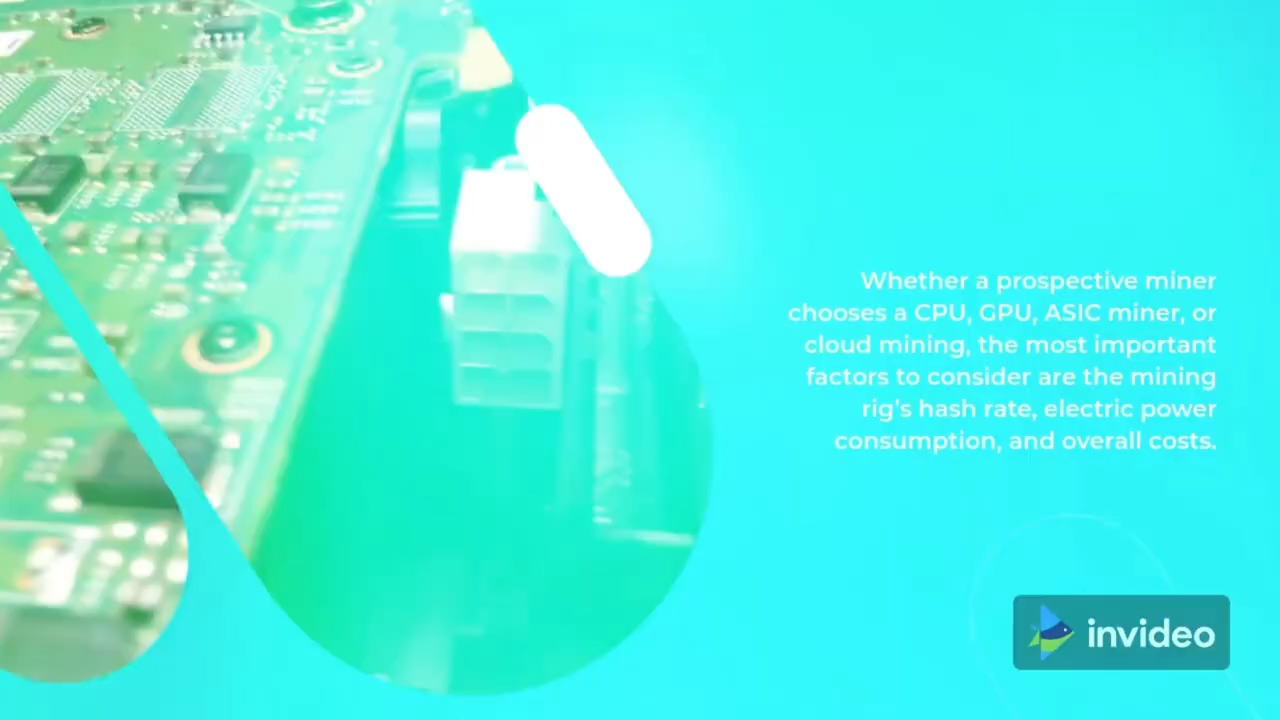 Whether a prospective miner
chooses a CPU, GPU, ASIC miner, or
cloud mining, the most important
factors to consider are the mining
rig's hash rate, electric power
consumption, and overall costs.
invideo